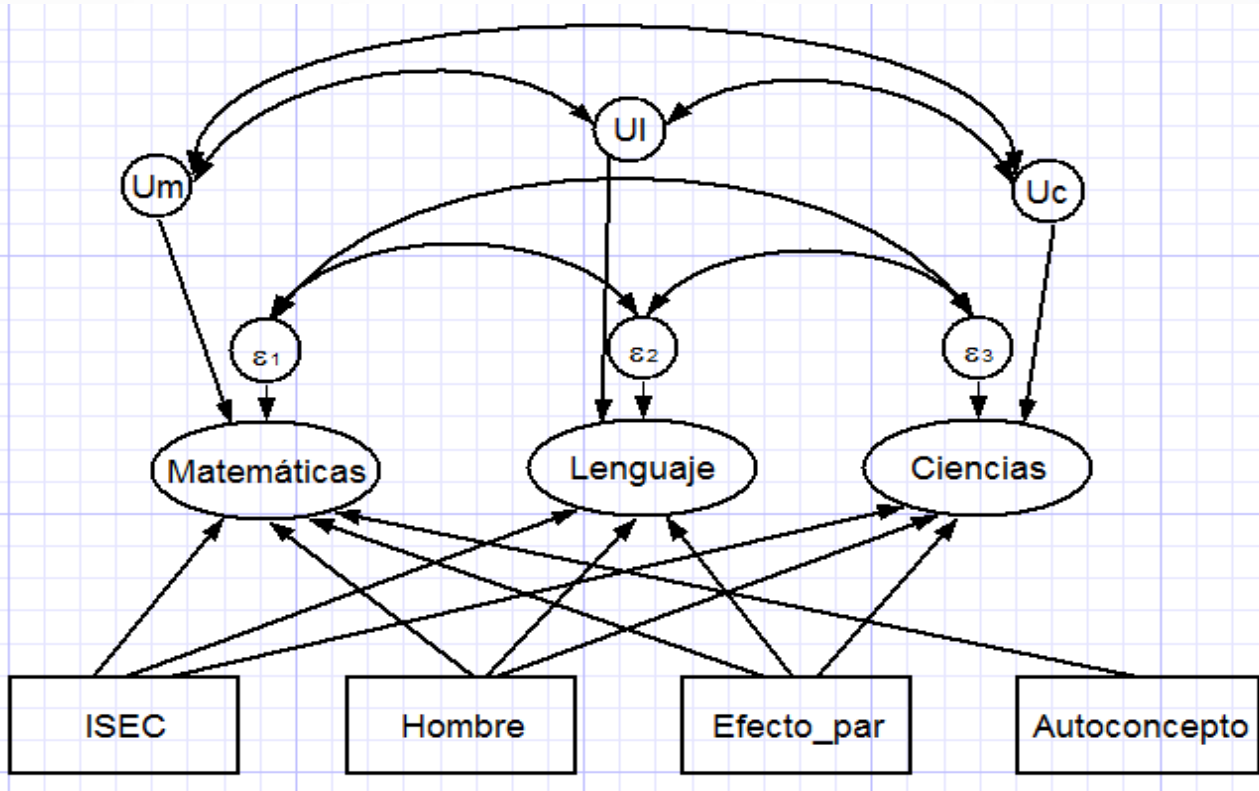 Ul
Um
Uc
ε1
ε2
ε3
Matemáticas
Lenguaje
Ciencias
ISEC
Hombre
Efecto_par
Autoconcepto